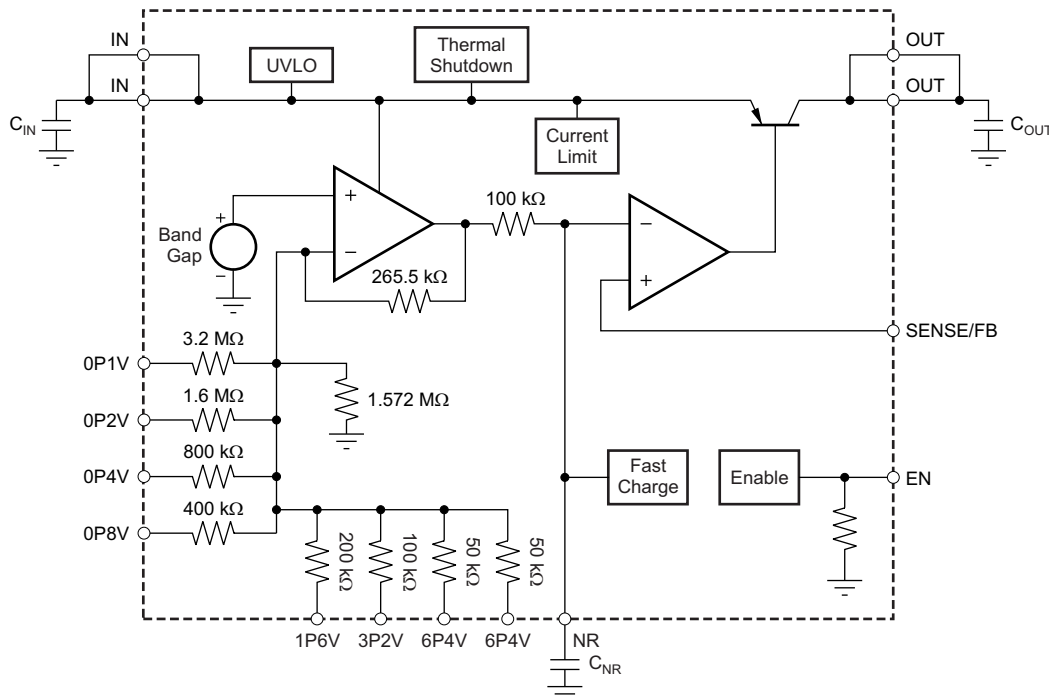 IN
OUT
UVLO
Thermal
Shutdown
IN
OUT
C_IN
Current
Limit
C_OUT
100 kΩ
+
−
+
Band
Gap
−
−
+
265.5 kΩ
SENSE/FB
3.2 MΩ
0P1V
1.572 MΩ
1.6 MΩ
0P2V
800 kΩ
0P4V
Fast
Charge
Enable
EN
400 kΩ
0P8V
200 kΩ
100 kΩ
50 kΩ
50 kΩ
1P6V
3P2V
6P4V
6P4V
NR
C_NR